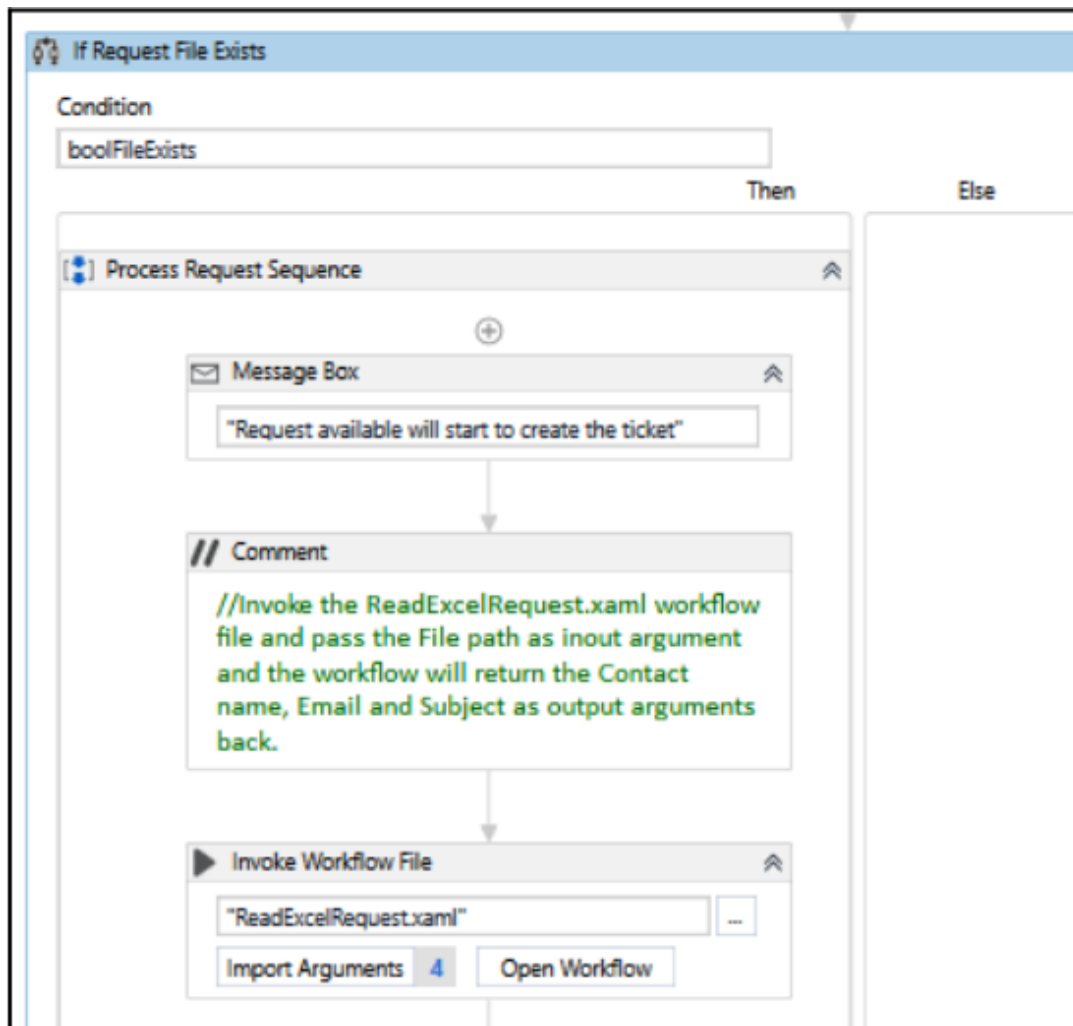 If Request File Exists
Condition
boolFileExists
Then
Else
Process Request Sequence
Message Box
"Request available will start to create the ticket"
// Comment
//Invoke the ReadExcelRequest.xaml workflow
file and pass the File path as inout argument
and the workflow will return the Contact
name, Email and Subject as output arguments
back.
Invoke Workflow File
"ReadExcelRequest.xaml"
...
Import Arguments 4
Open Workflow